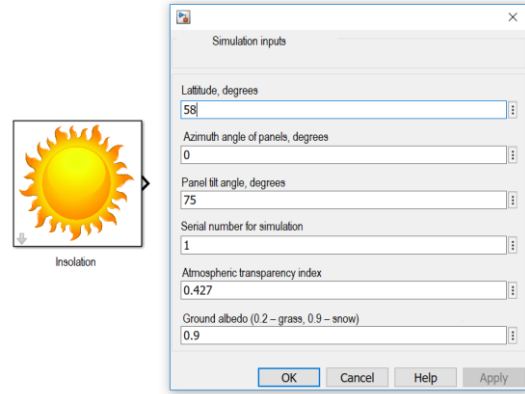 Simulation inputs
Lattitude, degrees
58
Azimuth angle of panels, degrees
0
Panel tilt angle, degrees
75
Serial number for simulation
1
Atmospheric transparency index
0.427
Ground albedo (0.2 – grass, 0.9 – snow)
0.9
OK Cancel Help Apply
Insolation